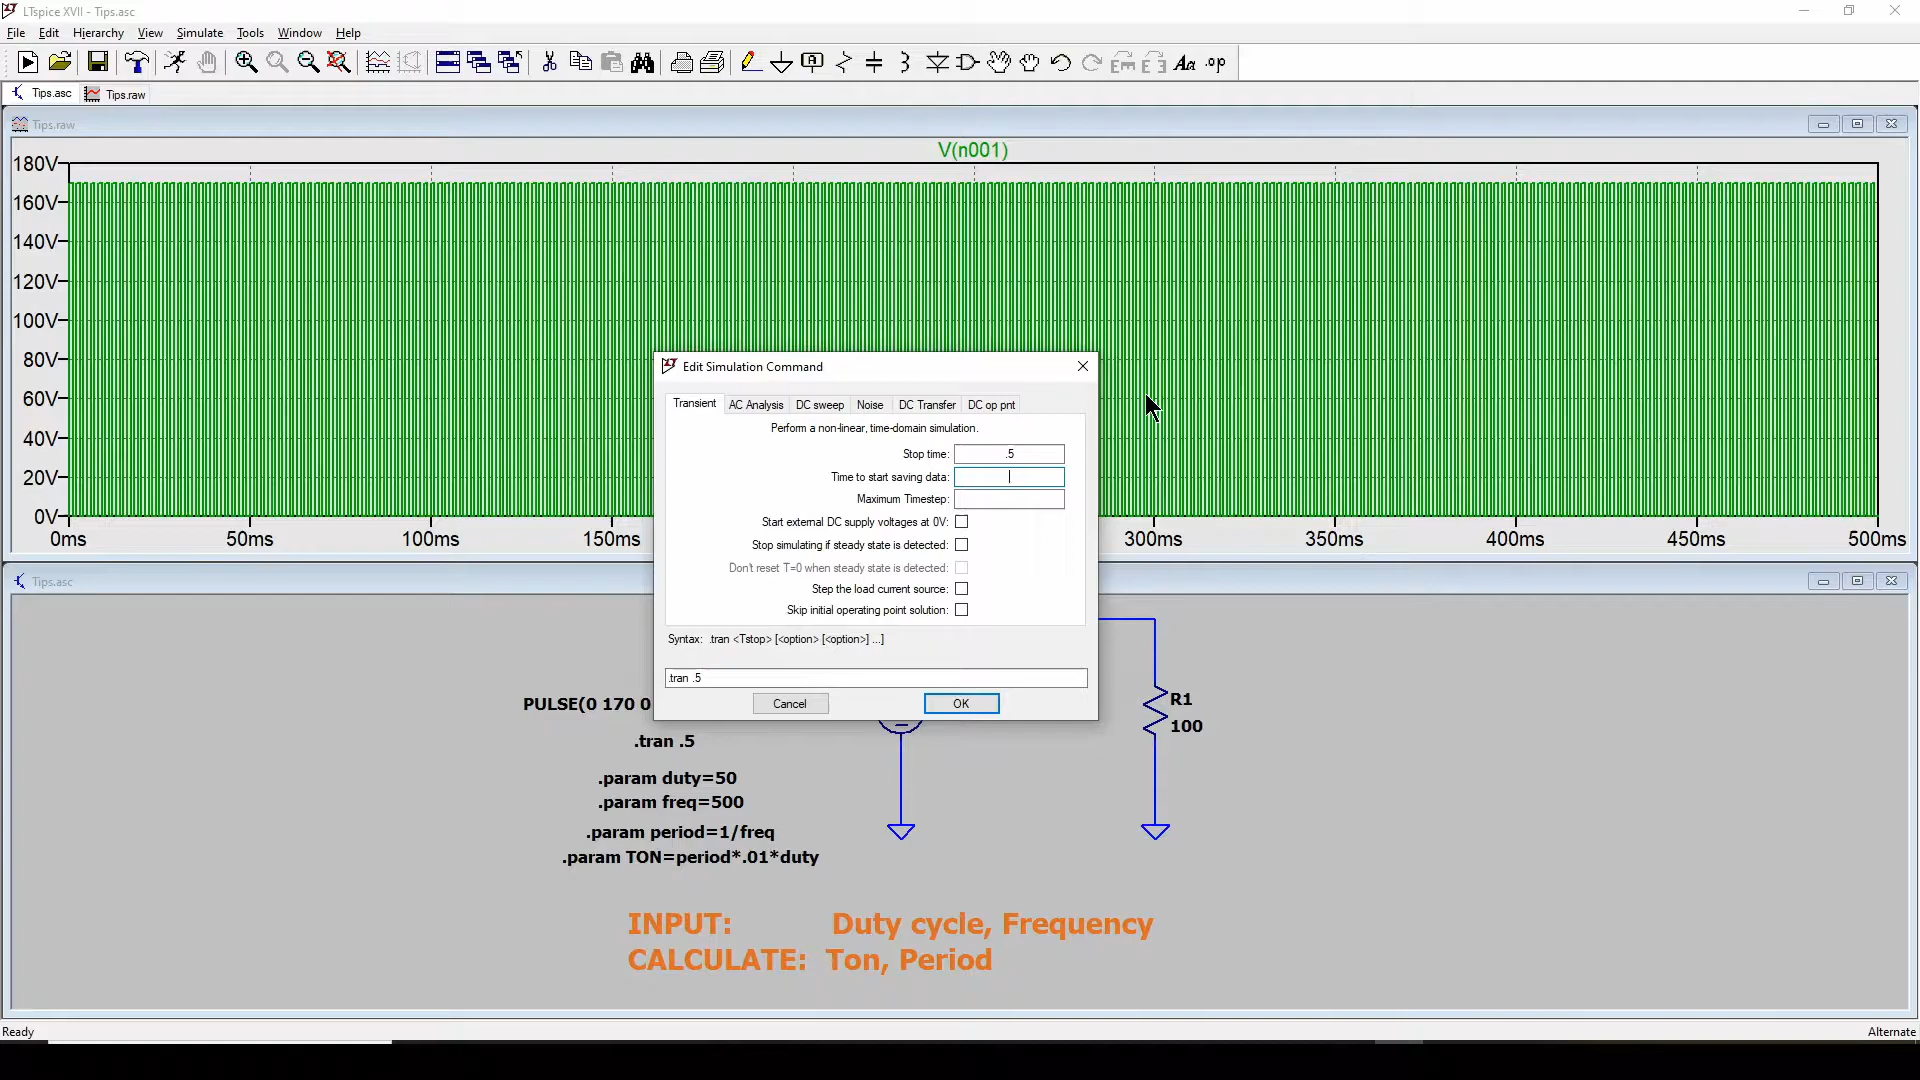 LTspice XVII - Tips.asc
File Edit Hierarchy View Simulate Tools Window Help
Aa .op
Tips.asc Tips.raw
Tips.raw
V(n001)
180V
160V
140V
120V
100V
80V
60V
40V
20V
0V
0ms 50ms 100ms 150ms 300ms 350ms 400ms 450ms 500ms
Edit Simulation Command
Transient AC Analysis DC sweep Noise DC Transfer DC op pnt
Perform a non-linear, time-domain simulation.
Stop time: .5
Time to start saving data:
Maximum Timestep:
Start external DC supply voltages at 0V:
Stop simulating if steady state is detected:
Don't reset T=0 when steady state is detected:
Step the load current source:
Skip initial operating point solution:
Syntax: .tran <Tstop> [<option> [<option>] ...]
.tran .5
Cancel OK
Tips.asc
PULSE(0 170 0
.tran .5
.param duty=50
.param freq=500
.param period=1/freq
.param TON=period*.01*duty
R1
100
INPUT: Duty cycle, Frequency
CALCULATE: Ton, Period
Ready Alternate